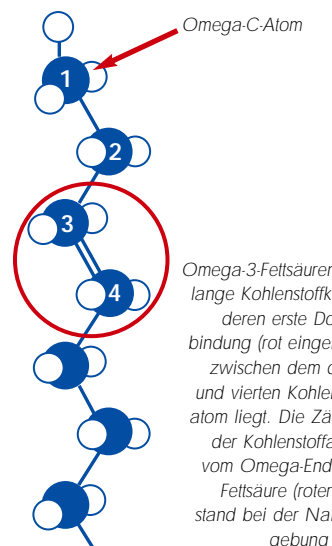 Omega-C-Atom
1
2
3
4
Omega-3-Fettsäuren
lange Kohlenstoffk
deren erste Do
bindung (rot einge
zwischen dem d
und vierten Kohle
atom liegt. Die Zä
der Kohlenstoffa
vom Omega-End
Fettsäure (roter
stand bei der Na
gebung